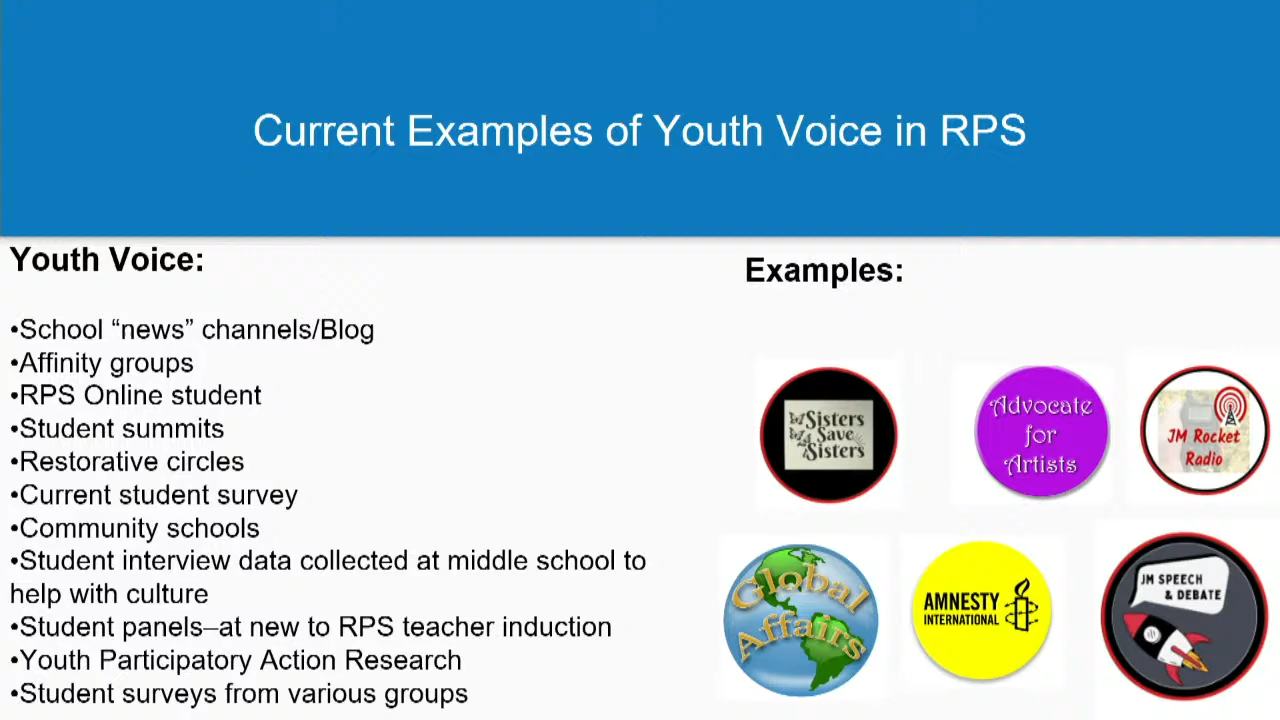 Current Examples of Youth Voice in RPS
Youth Voice:
•School “news” channels/Blog
•Affinity groups
•RPS Online student
•Student summits
•Restorative circles
•Current student survey
•Community schools
•Student interview data collected at middle school to
help with culture
•Student panels–at new to RPS teacher induction
•Youth Participatory Action Research
•Student surveys from various groups
Examples:
Sisters
Save
Sisters
Advocate
for
Artists
JM Rocket
Radio
Global
Affairs
AMNESTY
INTERNATIONAL
JM SPEECH
& DEBATE